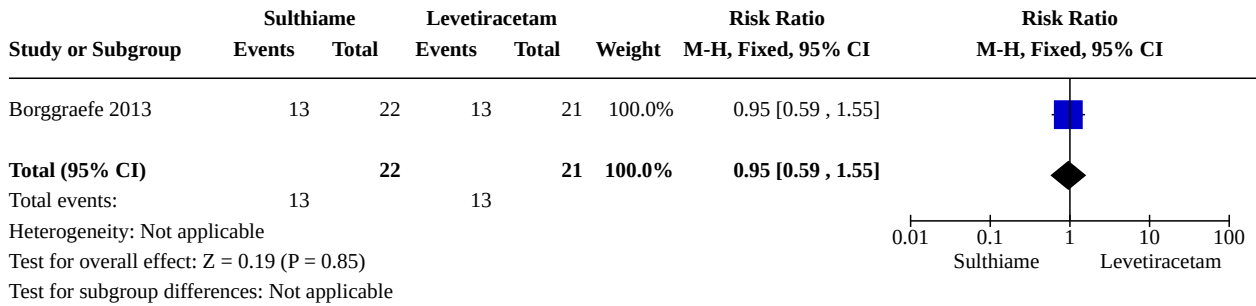 Sulthiame Levetiracetam Risk Ratio Risk Ratio
Study or Subgroup Events Total Events Total Weight M-H, Fixed, 95% CI M-H, Fixed, 95% CI
Borggraefe 2013 13 22 13 21 100.0% 0.95 [0.59 , 1.55]
Total (95% CI) 22 21 100.0% 0.95 [0.59 , 1.55]
Total events: 13 13
Heterogeneity: Not applicable
0.01 0.1 1 10 100
Test for overall effect: Z = 0.19 (P = 0.85)
Sulthiame Levetiracetam
Test for subgroup differences: Not applicable